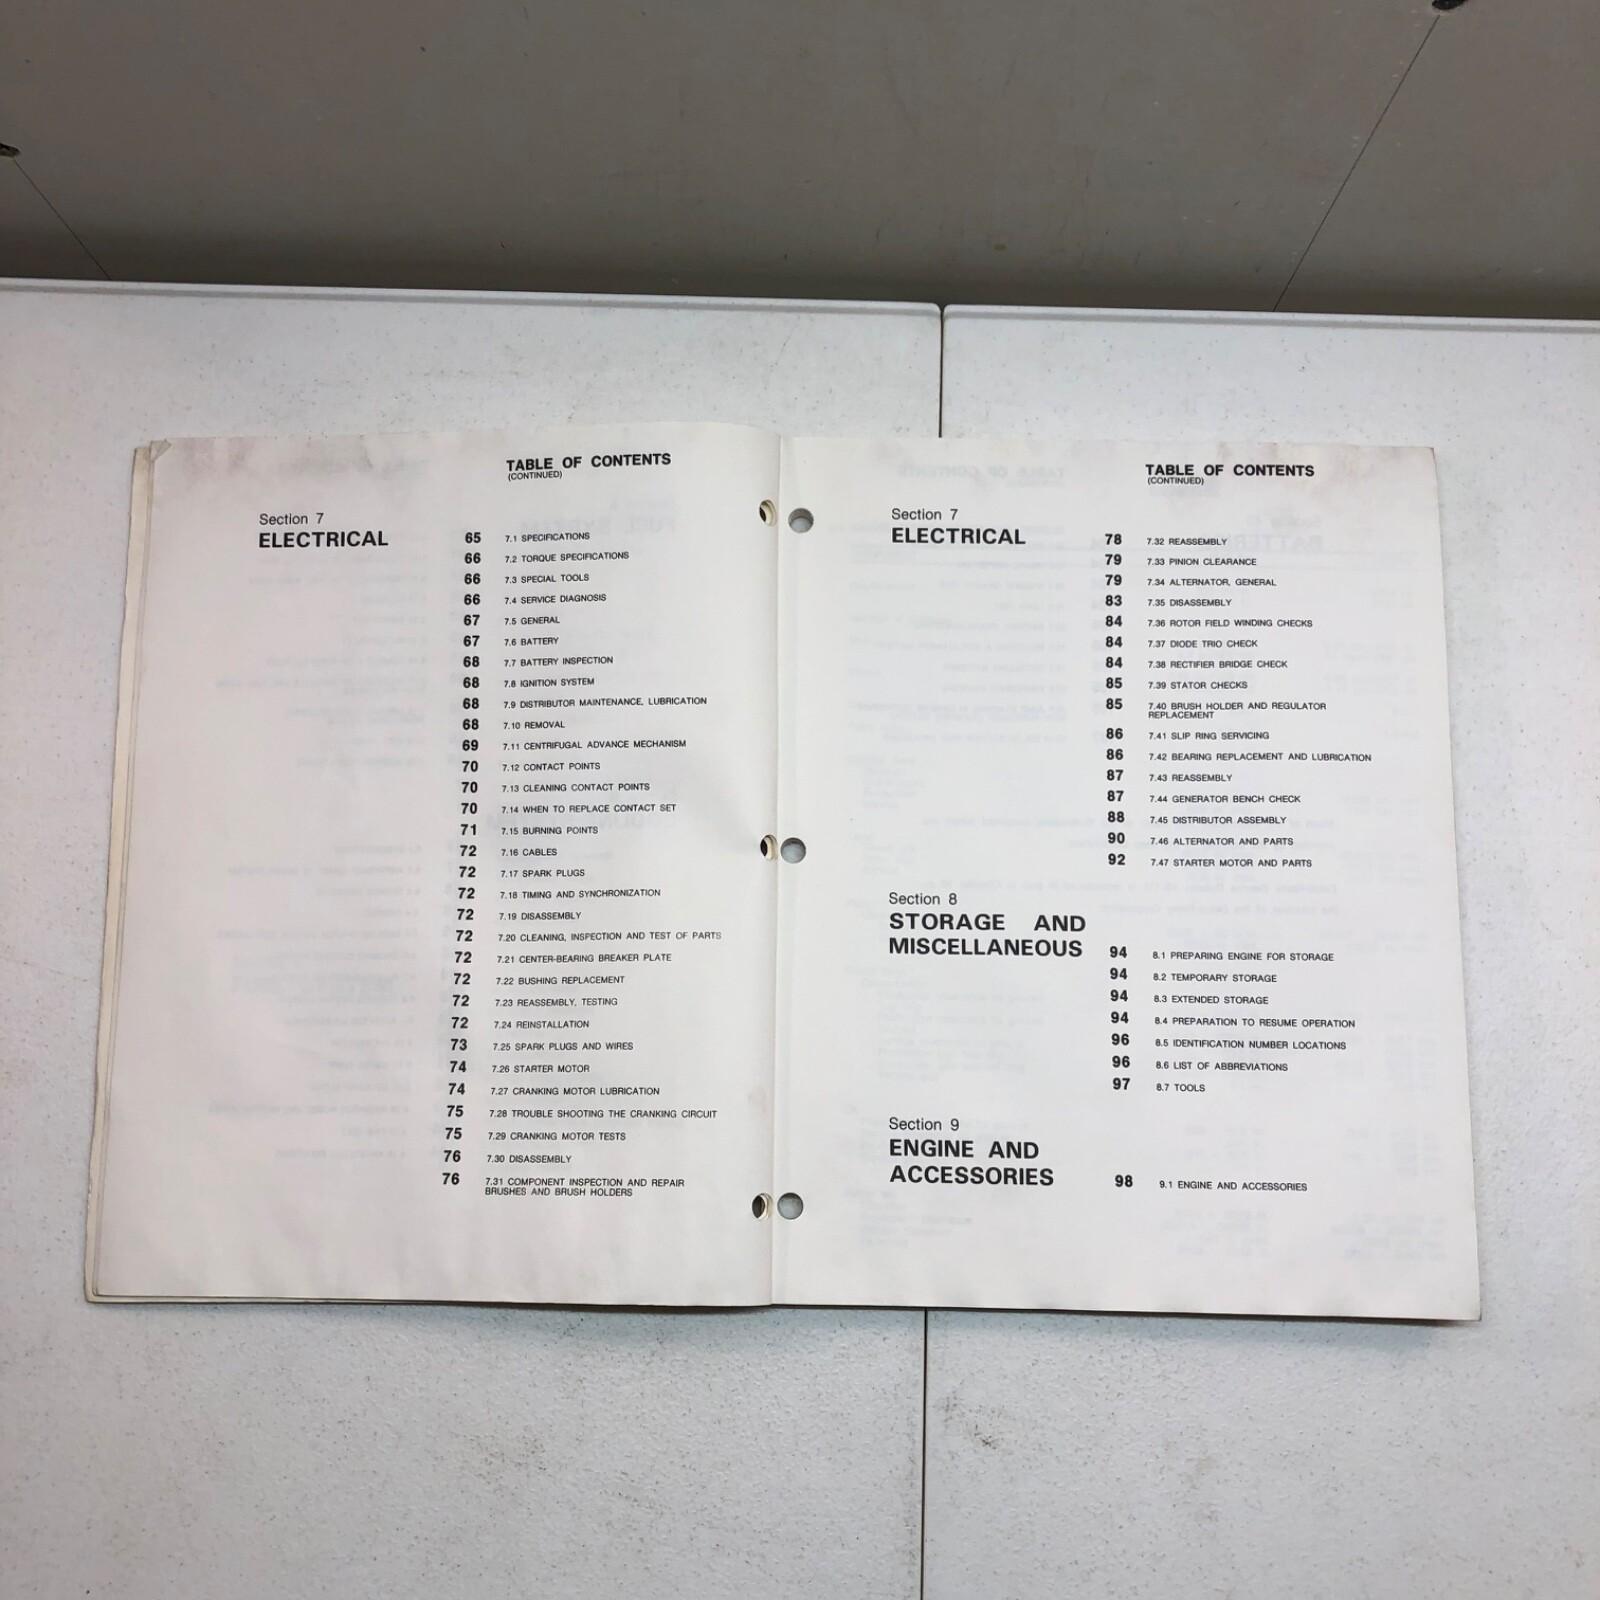 TABLE OF CONTENTS
(CONTINUED)
Section 7
ELECTRICAL
65 7.1 SPECIFICATIONS
66 7.2 TORQUE SPECIFICATIONS
66 7.3 SPECIAL TOOLS
66 7.4 SERVICE DIAGNOSIS
67 7.5 GENERAL
67 7.6 BATTERY
68 7.7 BATTERY INSPECTION
68 7.8 IGNITION SYSTEM
68 7.9 DISTRIBUTOR MAINTENANCE, LUBRICATION
68 7.10 REMOVAL
69 7.11 CENTRIFUGAL ADVANCE MECHANISM
70 7.12 CONTACT POINTS
70 7.13 CLEANING CONTACT POINTS
70 7.14 WHEN TO REPLACE CONTACT SET
71 7.15 BURNING POINTS
72 7.16 CABLES
72 7.17 SPARK PLUGS
72 7.18 TIMING AND SYNCHRONIZATION
72 7.19 DISASSEMBLY
72 7.20 CLEANING, INSPECTION AND TEST OF PARTS
72 7.21 CENTER-BEARING BREAKER PLATE
72 7.22 BUSHING REPLACEMENT
72 7.23 REASSEMBLY, TESTING
72 7.24 REINSTALLATION
73 7.25 SPARK PLUGS AND WIRES
74 7.26 STARTER MOTOR
74 7.27 CRANKING MOTOR LUBRICATION
75 7.28 TROUBLE SHOOTING THE CRANKING CIRCUIT
75 7.29 CRANKING MOTOR TESTS
76 7.30 DISASSEMBLY
76 7.31 COMPONENT INSPECTION AND REPAIR
BRUSHES AND BRUSH HOLDERS
TABLE OF CONTENTS
(CONTINUED)
Section 7
ELECTRICAL
78 7.32 REASSEMBLY
79 7.33 PINION CLEARANCE
79 7.34 ALTERNATOR, GENERAL
83 7.35 DISASSEMBLY
84 7.36 ROTOR FIELD WINDING CHECKS
84 7.37 DIODE TRIO CHECK
84 7.38 RECTIFIER BRIDGE CHECK
85 7.39 STATOR CHECKS
85 7.40 BRUSH HOLDER AND REGULATOR
REPLACEMENT
86 7.41 SLIP RING SERVICING
86 7.42 BEARING REPLACEMENT AND LUBRICATION
87 7.43 REASSEMBLY
87 7.44 GENERATOR BENCH CHECK
88 7.45 DISTRIBUTOR ASSEMBLY
90 7.46 ALTERNATOR AND PARTS
92 7.47 STARTER MOTOR AND PARTS
Section 8
STORAGE AND
MISCELLANEOUS
94 8.1 PREPARING ENGINE FOR STORAGE
94 8.2 TEMPORARY STORAGE
94 8.3 EXTENDED STORAGE
94 8.4 PREPARATION TO RESUME OPERATION
96 8.5 IDENTIFICATION NUMBER LOCATIONS
96 8.6 LIST OF ABBREVIATIONS
97 8.7 TOOLS
Section 9
ENGINE AND
ACCESSORIES
98 9.1 ENGINE AND ACCESSORIES